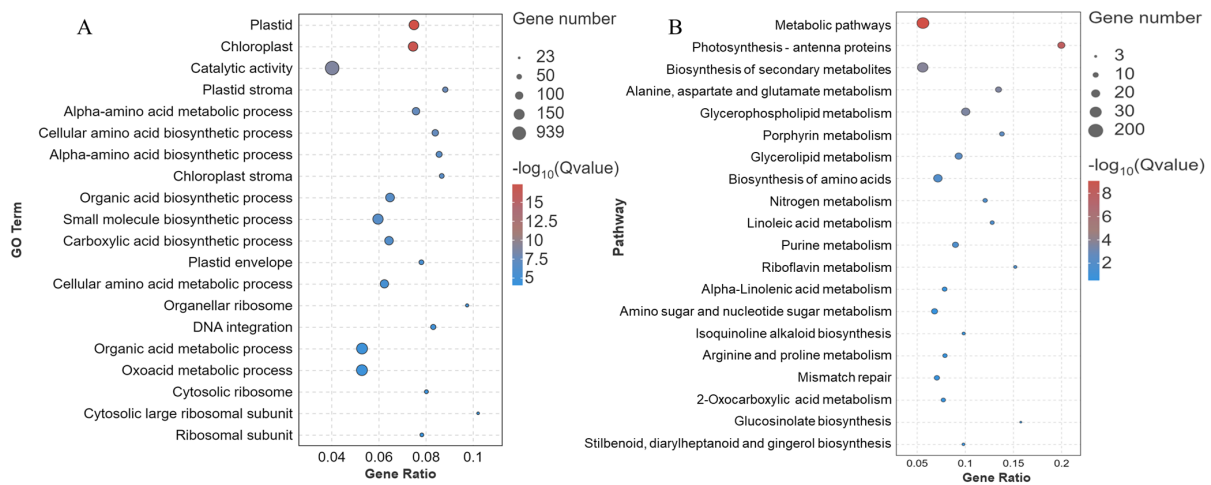 A
GO Term
Plastid
Chloroplast
Catalytic activity
Plastid stroma
Alpha-amino acid metabolic process
Cellular amino acid biosynthetic process
Alpha-amino acid biosynthetic process
Chloroplast stroma
Organic acid biosynthetic process
Small molecule biosynthetic process
Carboxylic acid biosynthetic process
Plastid envelope
Cellular amino acid metabolic process
Organellar ribosome
DNA integration
Organic acid metabolic process
Oxoacid metabolic process
Cytosolic ribosome
Cytosolic large ribosomal subunit
Ribosomal subunit
0.04 0.06 0.08 0.1
Gene Ratio
Gene number
23
50
100
150
939
-log10(Qvalue)
15
12.5
10
7.5
5
B
Pathway
Metabolic pathways
Photosynthesis - antenna proteins
Biosynthesis of secondary metabolites
Alanine, aspartate and glutamate metabolism
Glycerophospholipid metabolism
Porphyrin metabolism
Glycerolipid metabolism
Biosynthesis of amino acids
Nitrogen metabolism
Linoleic acid metabolism
Purine metabolism
Riboflavin metabolism
Alpha-Linolenic acid metabolism
Amino sugar and nucleotide sugar metabolism
Isoquinoline alkaloid biosynthesis
Arginine and proline metabolism
Mismatch repair
2-Oxocarboxylic acid metabolism
Glucosinolate biosynthesis
Stilbenoid, diarylheptanoid and gingerol biosynthesis
0.05 0.1 0.15 0.2
Gene Ratio
Gene number
3
10
20
30
200
-log10(Qvalue)
8
6
4
2